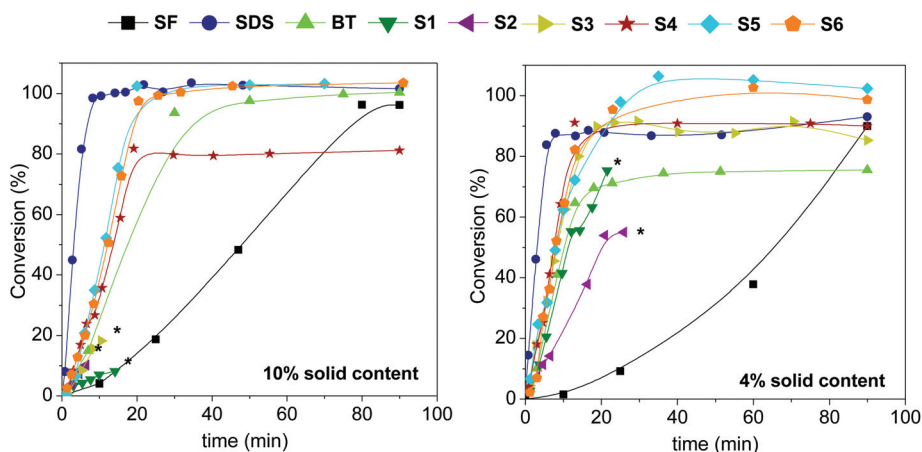 SF SDS BT S1 S2 S3 S4 S5 S6
Conversion (%)
120
100
80
60
40
20
0
* * *
10% solid content
0 20 40 60 80 100
time (min)
Conversion (%)
100
80
60
40
20
0
* *
4% solid content
0 20 40 60 80 100
time (min)